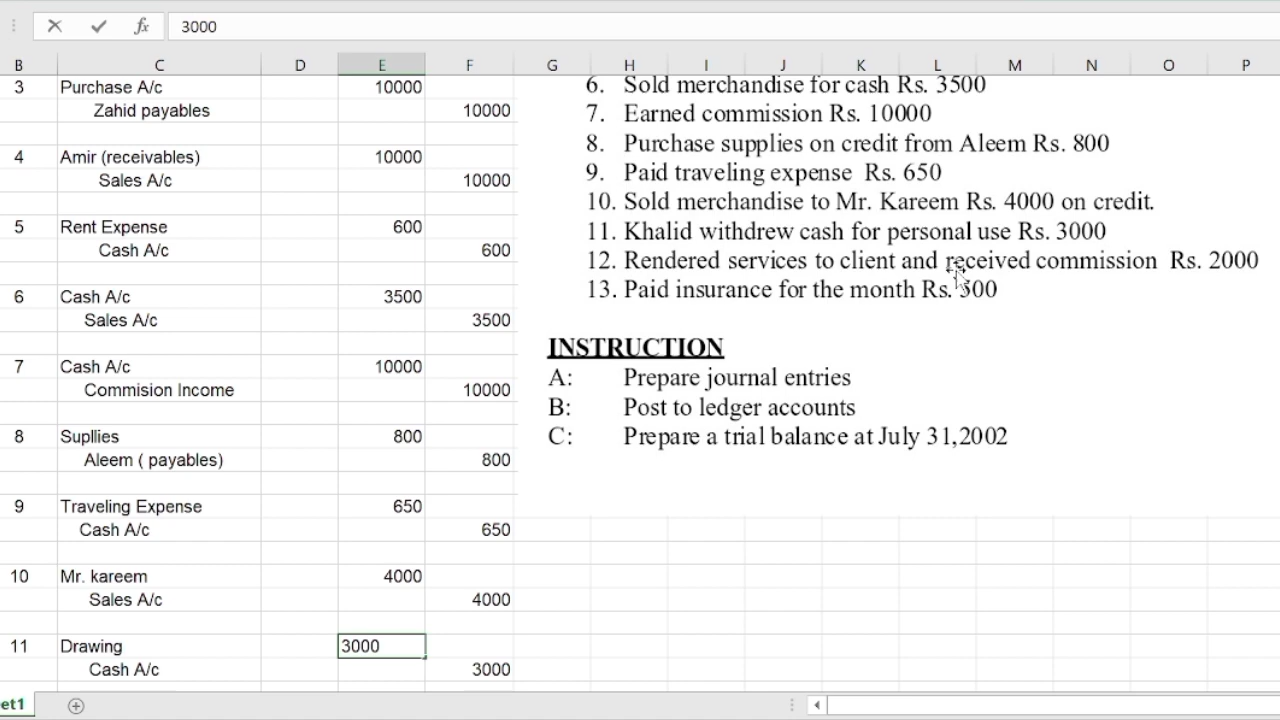 fx 3000
B C D E F G H I J K L M N O P
3 Purchase A/c 10000
Zahid payables 10000
4 Amir (receivables) 10000
Sales A/c 10000
5 Rent Expense 600
Cash A/c 600
6 Cash A/c 3500
Sales A/c 3500
7 Cash A/c 10000
Commision Income 10000
8 Supllies 800
Aleem ( payables) 800
9 Traveling Expense 650
Cash A/c 650
10 Mr. kareem 4000
Sales A/c 4000
11 Drawing 3000
Cash A/c 3000
6. Sold merchandise for cash Rs. 3500
7. Earned commission Rs. 10000
8. Purchase supplies on credit from Aleem Rs. 800
9. Paid traveling expense Rs. 650
10. Sold merchandise to Mr. Kareem Rs. 4000 on credit.
11. Khalid withdrew cash for personal use Rs. 3000
12. Rendered services to client and received commission Rs. 2000
13. Paid insurance for the month Rs. 500
INSTRUCTION
A: Prepare journal entries
B: Post to ledger accounts
C: Prepare a trial balance at July 31,2002
et1